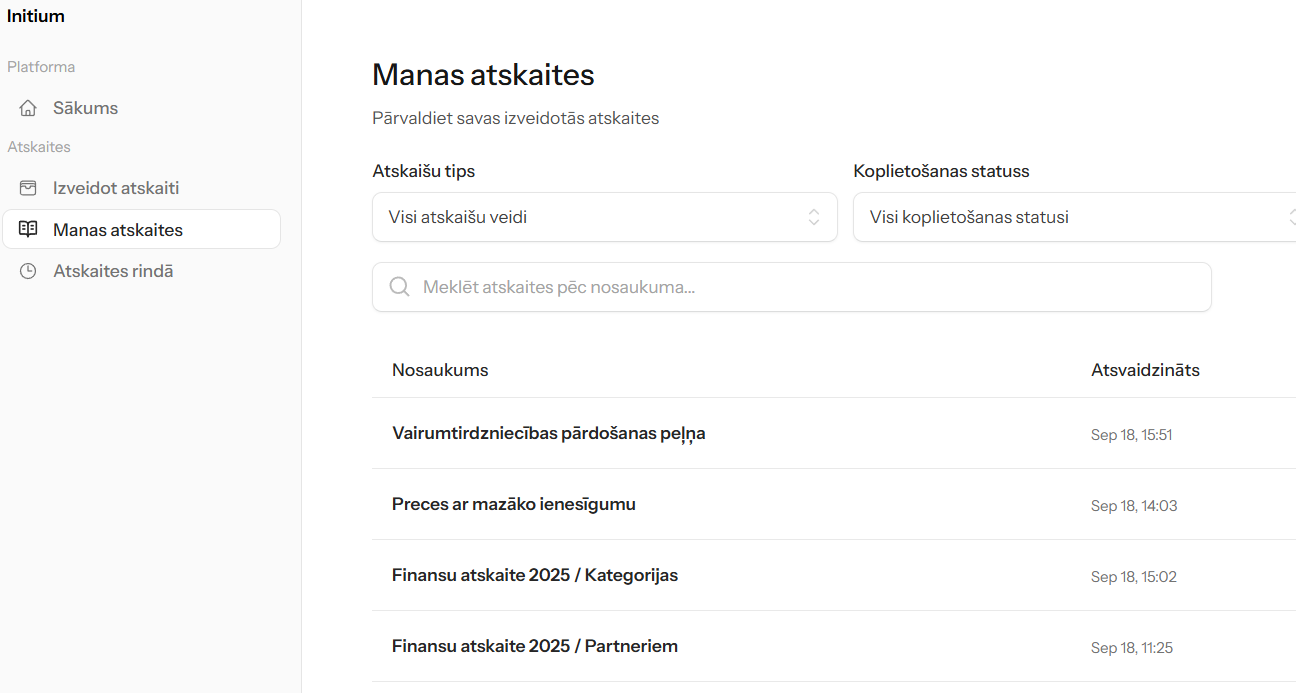 Initium
Platforma
Sākums
Atskaites
Izveidot atskaiti
Manas atskaites
Atskaites rindā
Manas atskaites
Pārvaldiet savas izveidotās atskaites
Atskaišu tips
Koplietošanas statuss
Visi atskaišu veidi
Visi koplietošanas statusi
Meklēt atskaites pēc nosaukuma...
Nosaukums
Atsvaidzināts
Vairumtirdzniecības pārdošanas peļņa
Sep 18, 15:51
Preces ar mazāko ienesīgumu
Sep 18, 14:03
Finansu atskaite 2025 / Kategorijas
Sep 18, 15:02
Finansu atskaite 2025 / Partneriem
Sep 18, 11:25